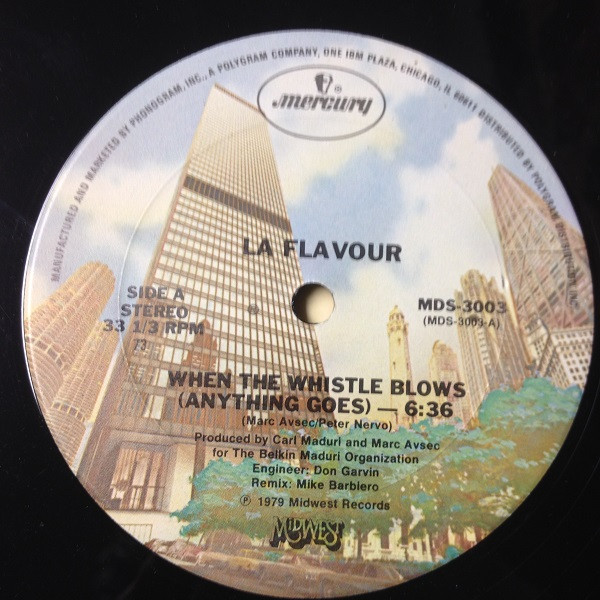 MANUFACTURED AND MARKETED BY PHONOGRAM, INC., A POLYGRAM COMPANY, ONE IBM PLAZA, CHICAGO, IL 60611 DISTRIBUTED BY POLYGRAM DISTRIBUTION, INC.
mercury
LA FLAVOUR
SIDE A
STEREO
33 1/3 RPM
73
MDS-3003
(MDS-3003-A)
WHEN THE WHISTLE BLOWS
(ANYTHING GOES) — 6:36
(Marc Avsec/Peter Nervo)
Produced by Carl Maduri and Marc Avsec
for The Belkin Maduri Organization
Engineer: Don Garvin
Remix: Mike Barbiero
℗ 1979 Midwest Records
MIDWEST